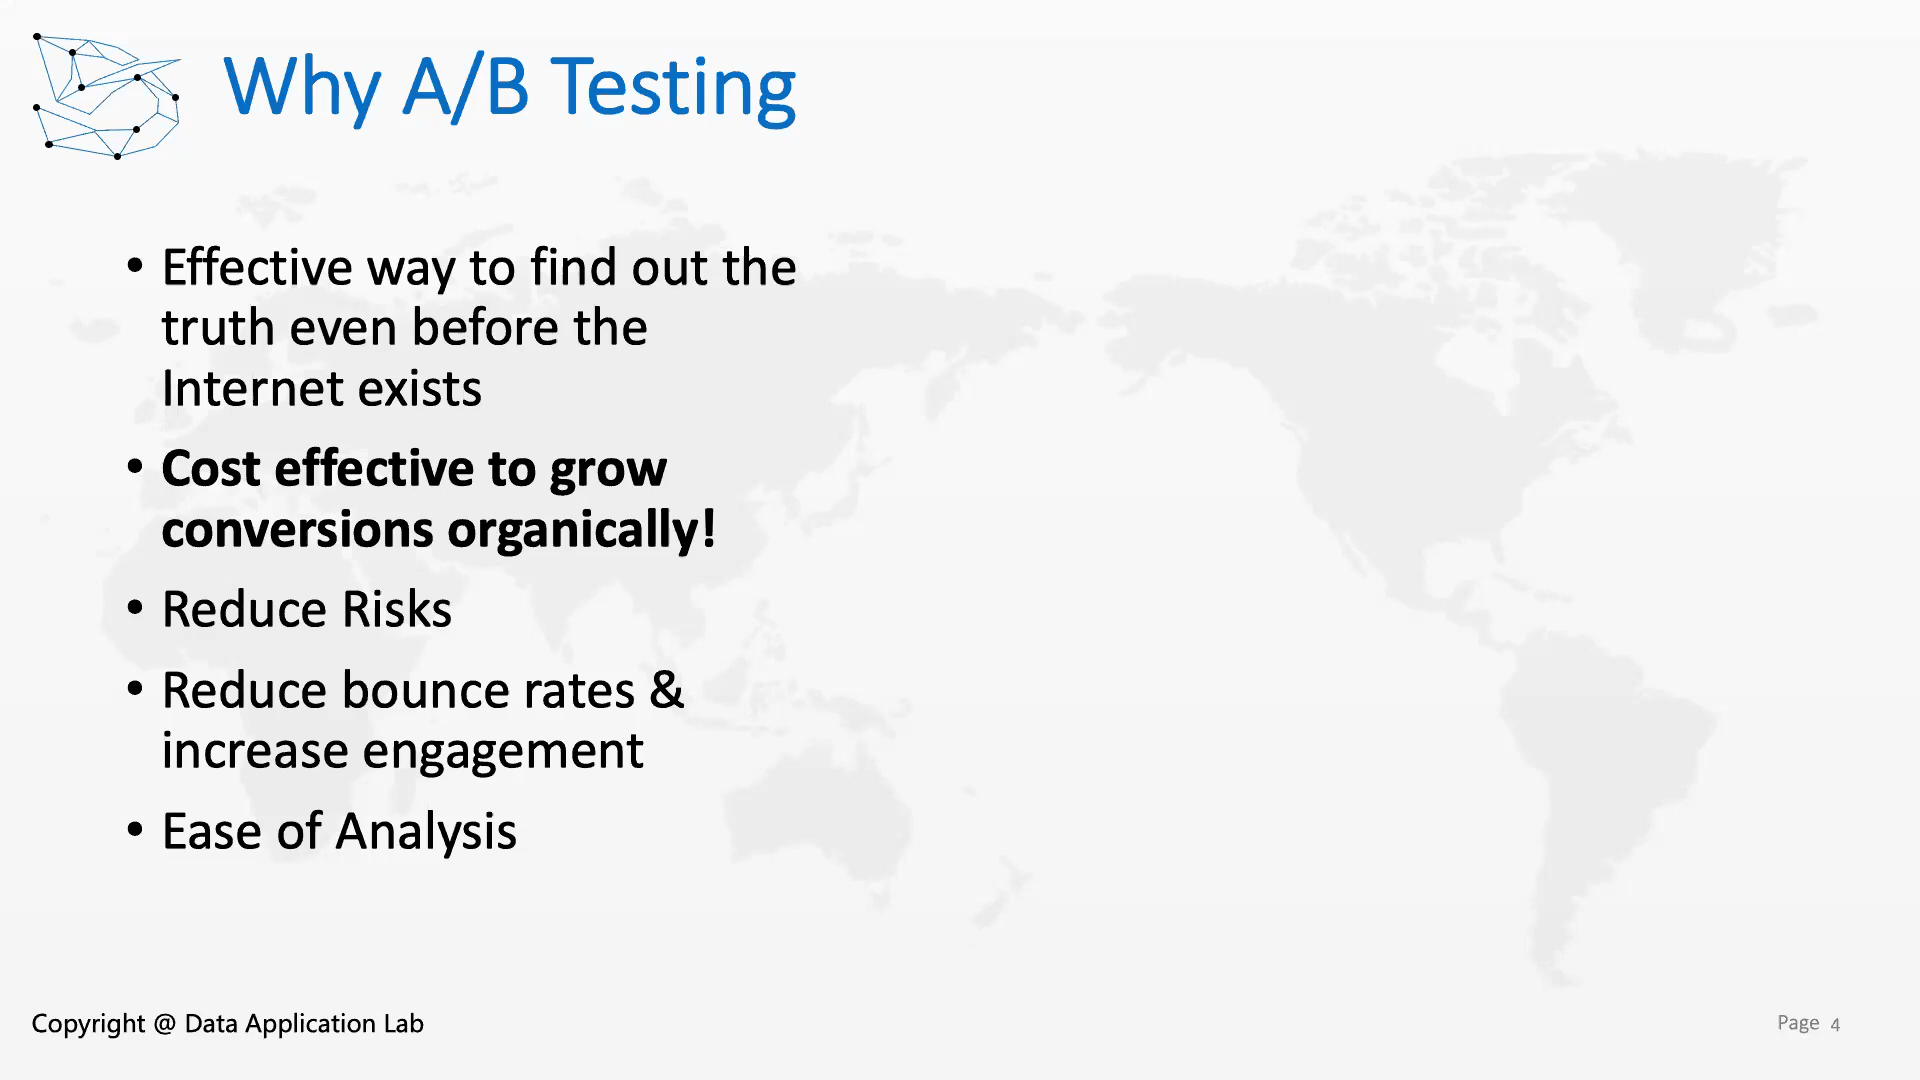 Why A/B Testing
• Effective way to find out the
truth even before the
Internet exists
• Cost effective to grow
conversions organically!
• Reduce Risks
• Reduce bounce rates &
increase engagement
• Ease of Analysis
Copyright @ Data Application Lab
Page 4